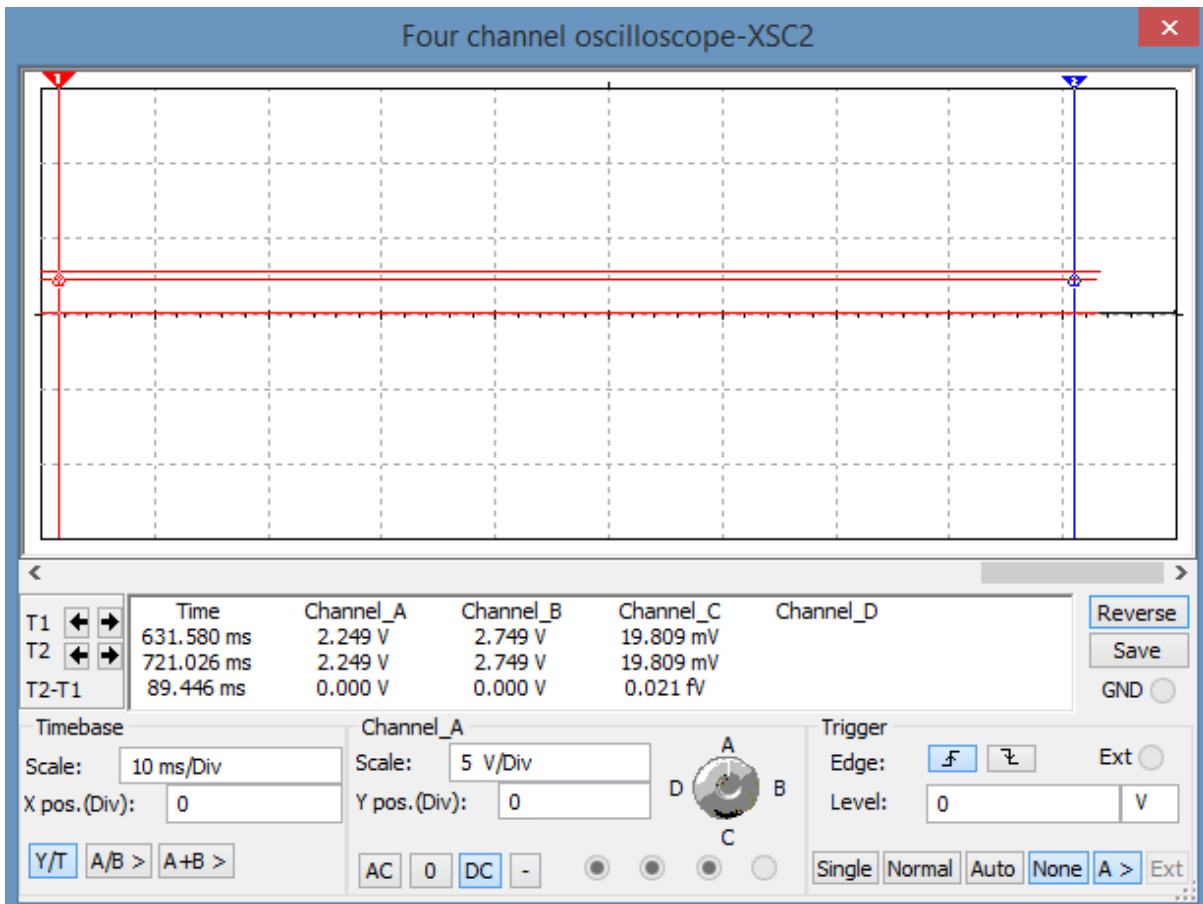 Four channel oscilloscope-XSC2
1
2
Time Channel_A Channel_B Channel_C Channel_D
T1 631.580 ms 2.249 V 2.749 V 19.809 mV
T2 721.026 ms 2.249 V 2.749 V 19.809 mV
T2-T1 89.446 ms 0.000 V 0.000 V 0.021 fV
Reverse
Save
GND
Timebase
Scale: 10 ms/Div
X pos.(Div): 0
Y/T A/B > A+B >
Channel_A
Scale: 5 V/Div
Y pos.(Div): 0
AC 0 DC -
A
D B
C
Trigger
Edge: Ext
Level: 0 V
Single Normal Auto None A > Ext